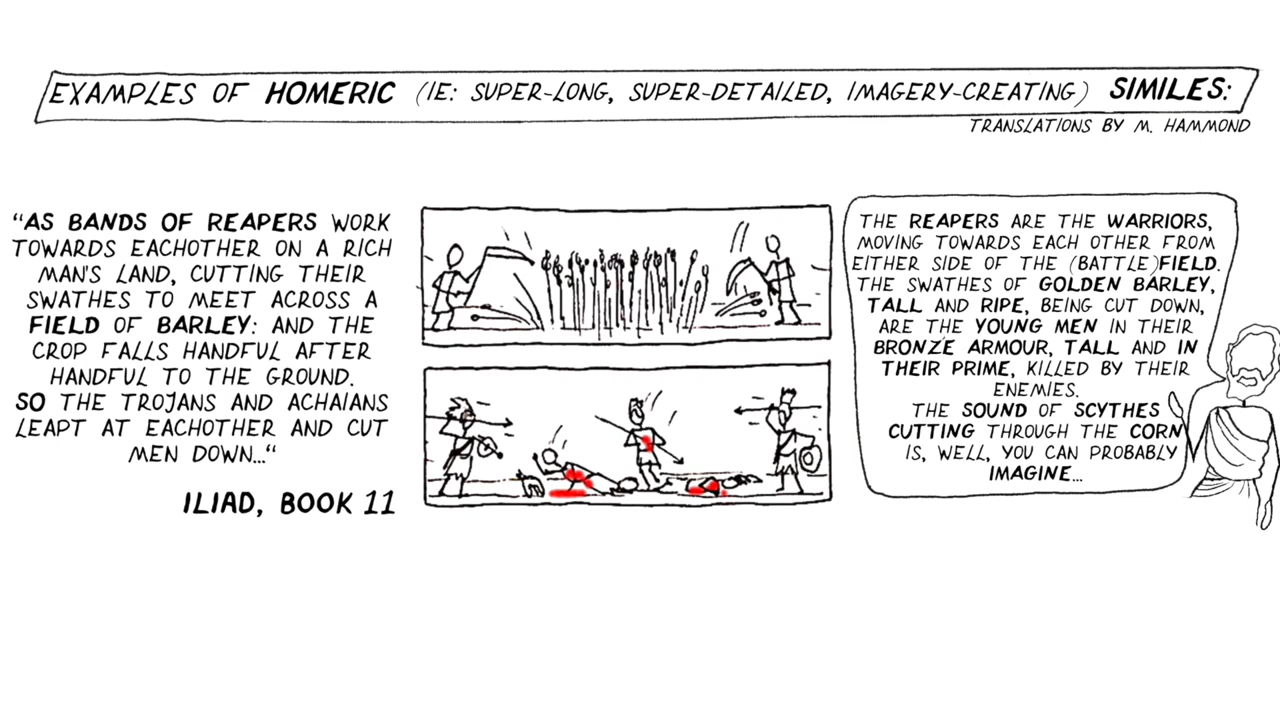 EXAMPLES OF HOMERIC (IE: SUPER-LONG, SUPER-DETAILED, IMAGERY-CREATING) SIMILES:
TRANSLATIONS BY M. HAMMOND
"AS BANDS OF REAPERS WORK
TOWARDS EACHOTHER ON A RICH
MAN'S LAND, CUTTING THEIR
SWATHES TO MEET ACROSS A
FIELD OF BARLEY: AND THE
CROP FALLS HANDFUL AFTER
HANDFUL TO THE GROUND.
SO THE TROJANS AND ACHAIANS
LEAPT AT EACHOTHER AND CUT
MEN DOWN..."
ILIAD, BOOK 11
THE REAPERS ARE THE WARRIORS,
MOVING TOWARDS EACH OTHER FROM
EITHER SIDE OF THE (BATTLE)FIELD.
THE SWATHES OF GOLDEN BARLEY,
TALL AND RIPE, BEING CUT DOWN,
ARE THE YOUNG MEN IN THEIR
BRONZE ARMOUR, TALL AND IN
THEIR PRIME, KILLED BY THEIR
ENEMIES.
THE SOUND OF SCYTHES
CUTTING THROUGH THE CORN
IS, WELL, YOU CAN PROBABLY
IMAGINE...